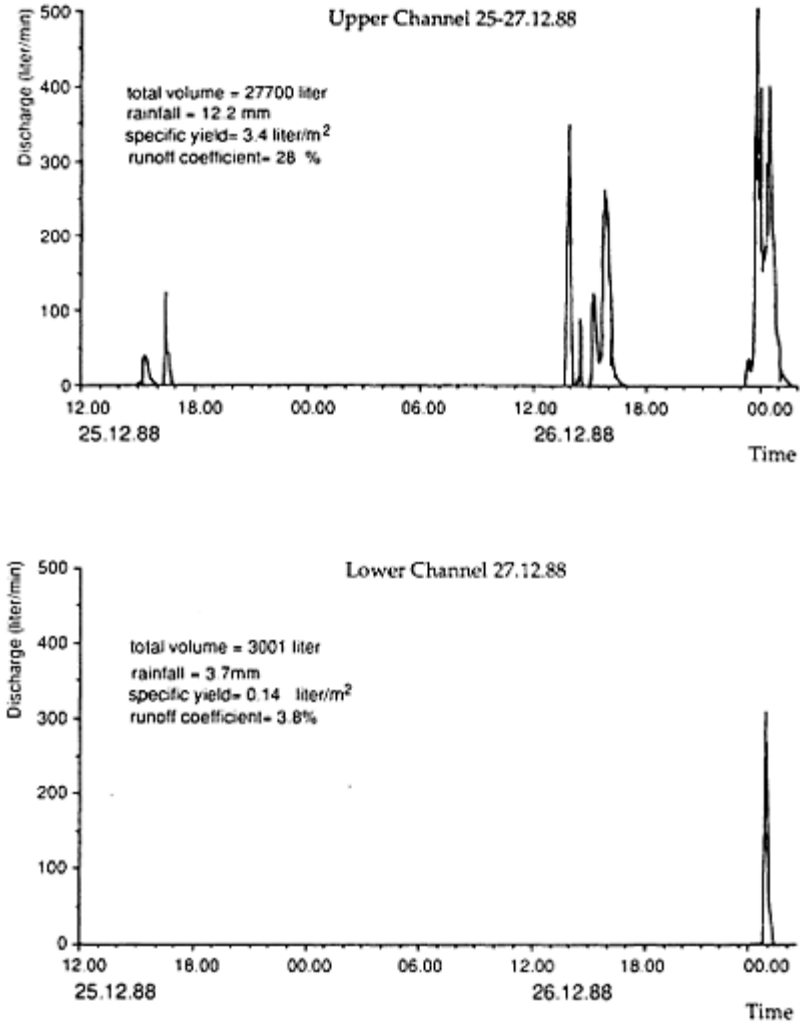 Upper Channel 25-27.12.88
Discharge (liter/min)
500
400
300
200
100
0
total volume = 27700 liter
rainfall = 12.2 mm
specific yield= 3.4 liter/m²
runoff coefficient= 28 %
12.00 18.00 00.00 06.00 12.00 18.00 00.00
25.12.88 26.12.88
Time
Lower Channel 27.12.88
Discharge (liter/min)
500
400
300
200
100
0
total volume = 3001 liter
rainfall = 3.7mm
specific yield= 0.14 liter/m²
runoff coefficient= 3.8%
12.00 18.00 00.00 06.00 12.00 18.00 00.00
25.12.88 26.12.88
Time